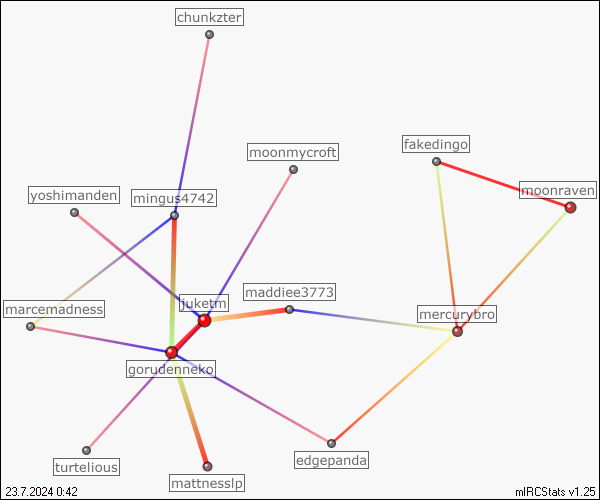 chunkzter
fakedingo
moonmycroft
moonraven
yoshimanden
mingus4742
maddiee3773
juketm
marcemadness
mercurybro
gorudenneko
edgepanda
turtelious
mattnesslp
23.7.2024 0:42
mIRCStats v1.25